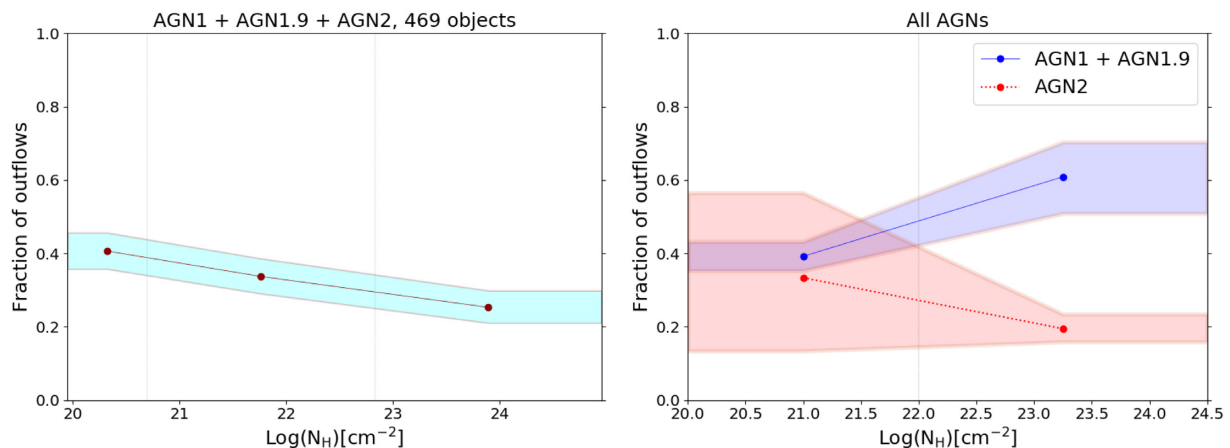 AGN1 + AGN1.9 + AGN2, 469 objects
Fraction of outflows
1.0
0.8
0.6
0.4
0.2
0.0
20 21 22 23 24
Log(N_H)[cm^−2]
All AGNs
AGN1 + AGN1.9
AGN2
Fraction of outflows
1.0
0.8
0.6
0.4
0.2
0.0
20.0 20.5 21.0 21.5 22.0 22.5 23.0 23.5 24.0 24.5
Log(N_H)[cm^−2]